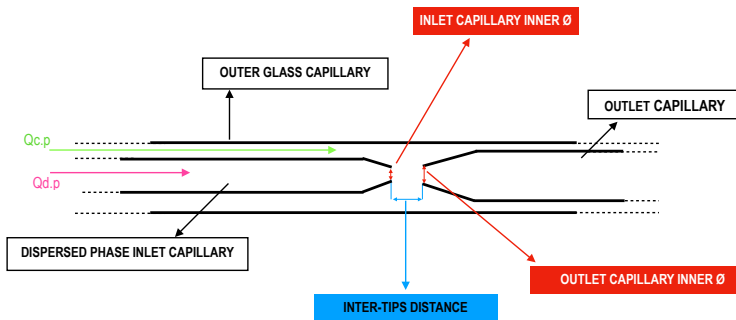 INLET CAPILLARY INNER Ø
OUTER GLASS CAPILLARY
OUTLET CAPILLARY
Qc.p
Qd.p
DISPERSED PHASE INLET CAPILLARY
OUTLET CAPILLARY INNER Ø
INTER-TIPS DISTANCE